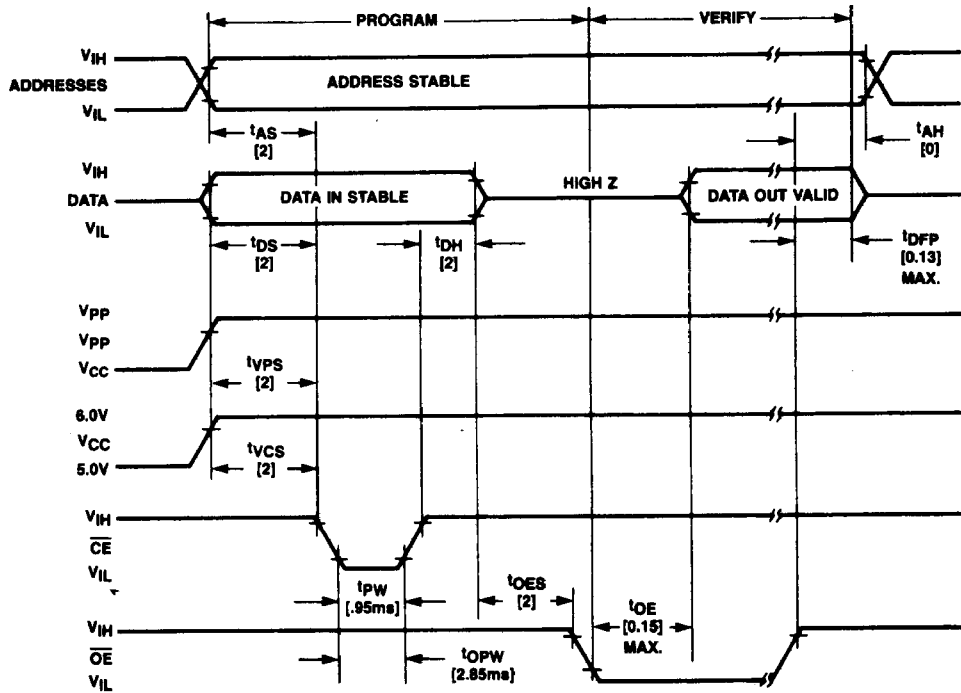 PROGRAM
VERIFY
VIH
ADDRESSES
VIL
ADDRESS STABLE
tAS
[2]
tAH
[0]
VIH
DATA
VIL
DATA IN STABLE
HIGH Z
DATA OUT VALID
tDS
[2]
tDH
[2]
tDFP
[0.13]
MAX.
VPP
VPP
VCC
tVPS
[2]
6.0V
VCC
5.0V
tVCS
[2]
VIH
CE
VIL
tPW
[.95ms]
tOES
[2]
tOE
[0.15]
MAX.
VIH
OE
VIL
tOPW
[2.85ms]